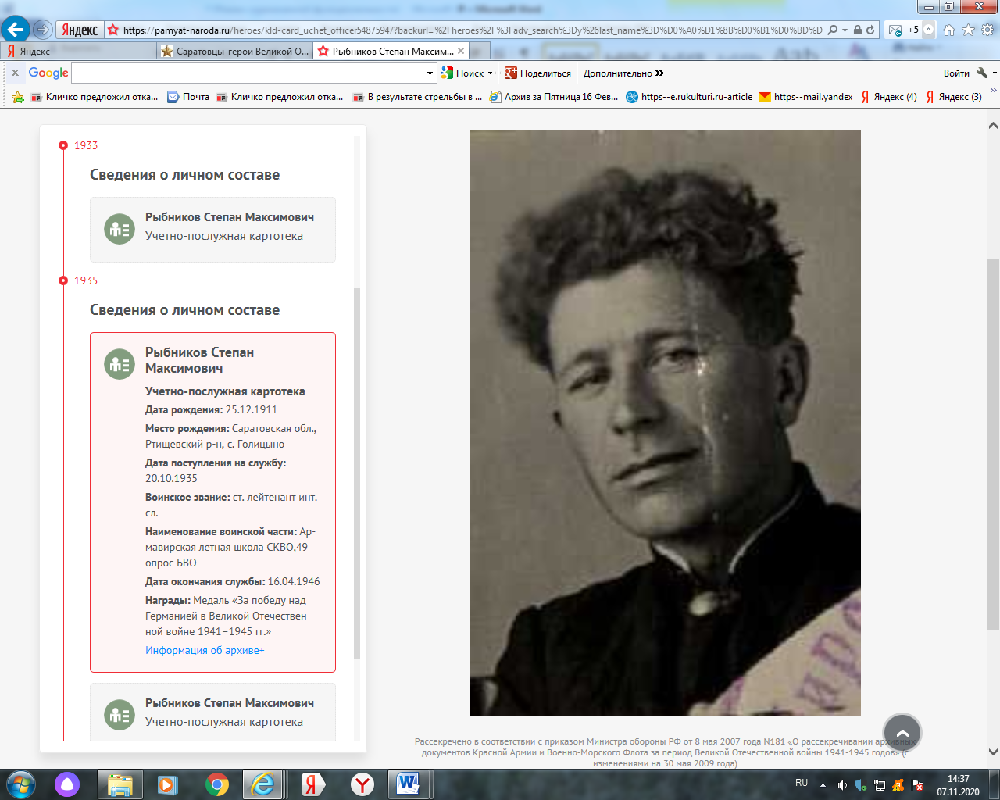 Яндекс
https://pamyat-naroda.ru/heroes/kld-card_uchet_officer5487594/?backurl=%2Fheroes%2F%3Fadv_search%3Dy%26last_name%3D%D0%A0%D1%8B%D0%B1%D0%BD%D
+5
Яндекс
Саратовцы-герои Великой О...
Рыбников Степан Максим...
Google
Поиск
Поделиться
Дополнительно
Войти
Кличко предложил отка...
Почта
Кличко предложил отка...
В результате стрельбы в ...
Архив за Пятница 16 Фев...
https--e.rukulturi.ru-article
https--mail.yandex
Яндекс (4)
Яндекс (3)
1933
Сведения о личном составе
Рыбников Степан Максимович
Учетно-послужная картотека
1935
Сведения о личном составе
Рыбников Степан
Максимович
Учетно-послужная картотека
Дата рождения: 25.12.1911
Место рождения: Саратовская обл.,
Ртищевский р-н, с. Голицыно
Дата поступления на службу:
20.10.1935
Воинское звание: ст. лейтенант инт.
сл.
Наименование воинской части: Ар-
мавирская летная школа СКВО,49
опрос БВО
Дата окончания службы: 16.04.1946
Награды: Медаль «За победу над
Германией в Великой Отечествен-
ной войне 1941–1945 гг.»
Информация об архиве+
Рыбников Степан Максимович
Учетно-послужная картотека
Рассекречено в соответствии с приказом Министра обороны РФ от 8 мая 2007 года N181 «О рассекречивании архивных
документов Красной Армии и Военно-Морского Флота за период Великой Отечественной войны 1941-1945 годов» (с
изменениями на 30 мая 2009 года)
RU
14:37
07.11.2020